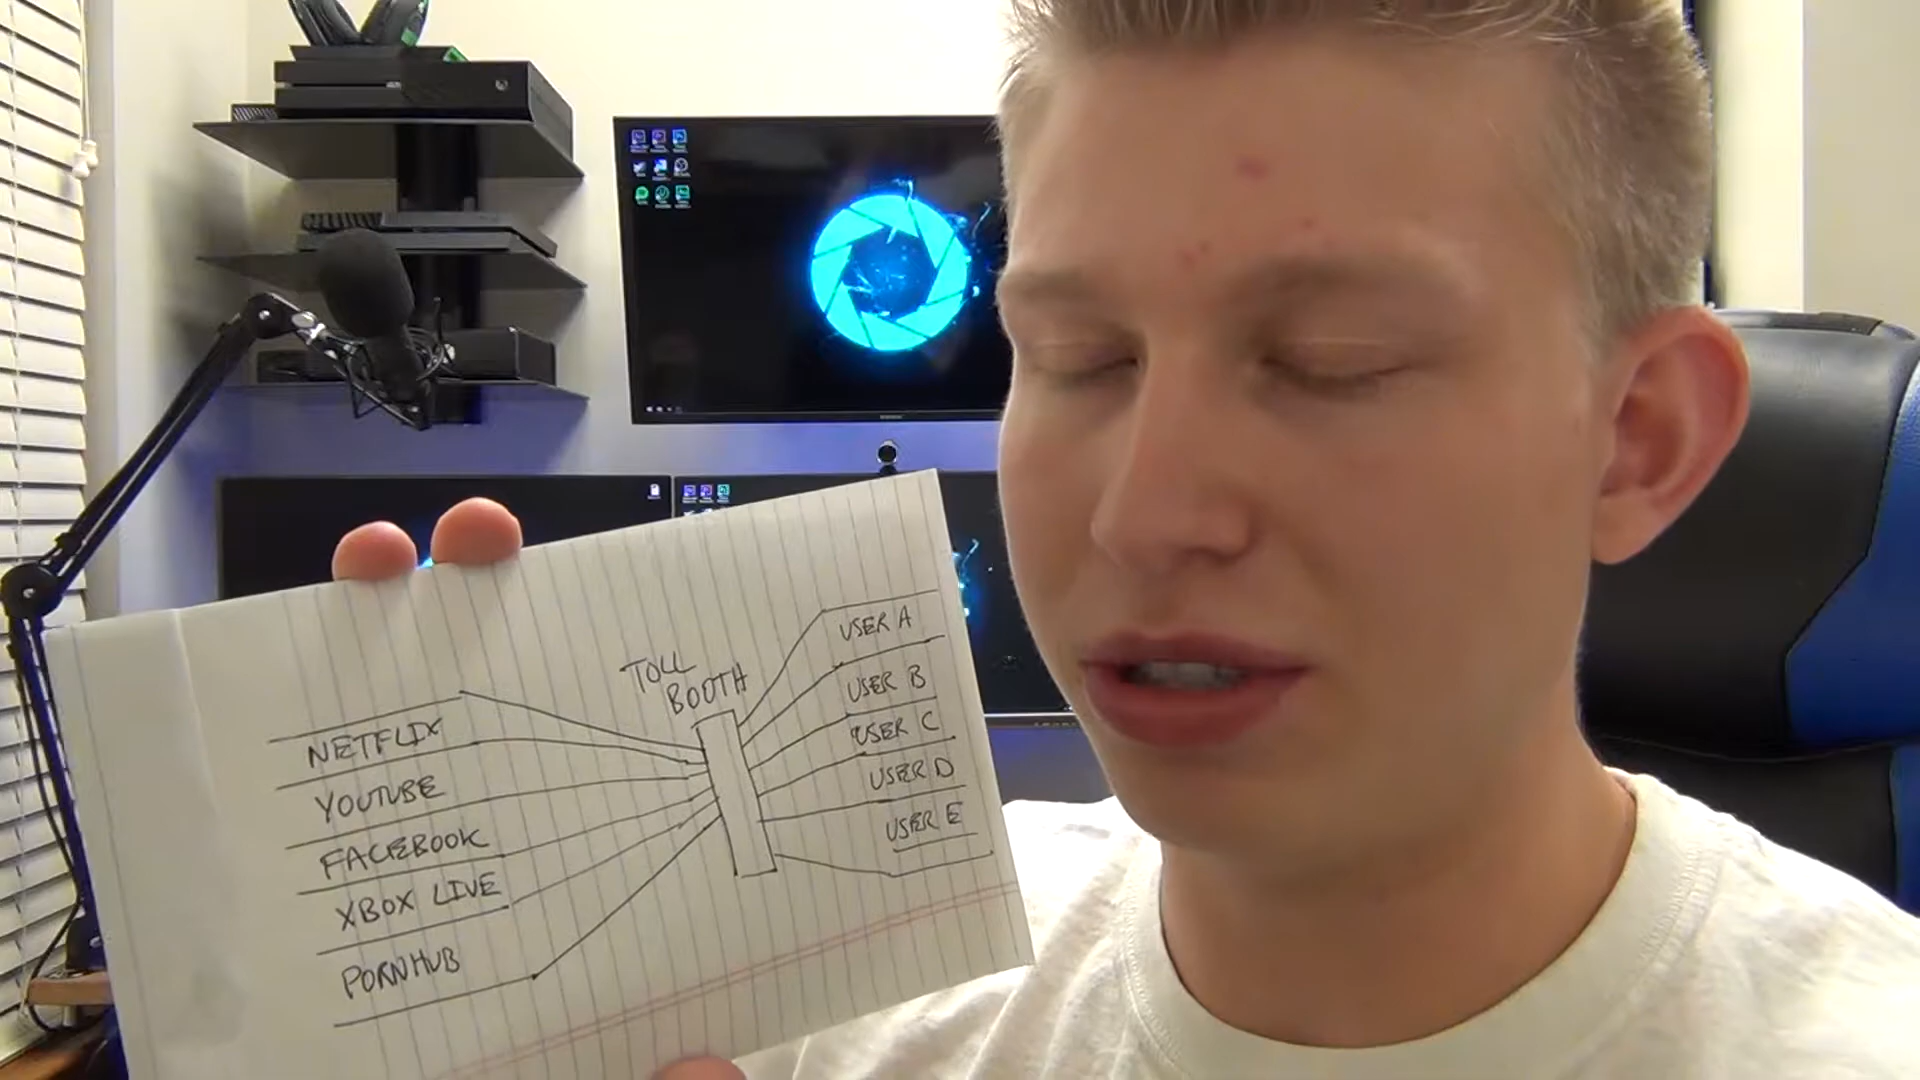 TOLL
BOOTH
NETFLIX
YOUTUBE
FACEBOOK
XBOX LIVE
PORNHUB
USER A
USER B
USER C
USER D
USER E